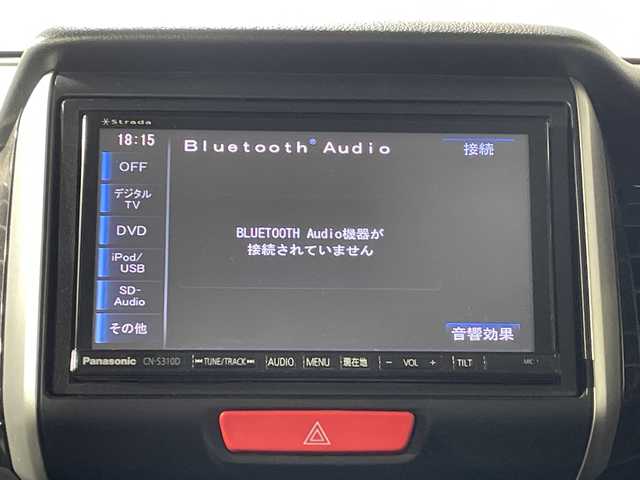 Strada
18:15
Bluetooth® Audio
接続
OFF
デジタル
TV
DVD
iPod/
USB
SD-
Audio
その他
BLUETOOTH Audio機器が
接続されていません
音響効果
Panasonic CN-S310D TUNE/TRACK AUDIO MENU 現在地 − VOL + TILT MIC